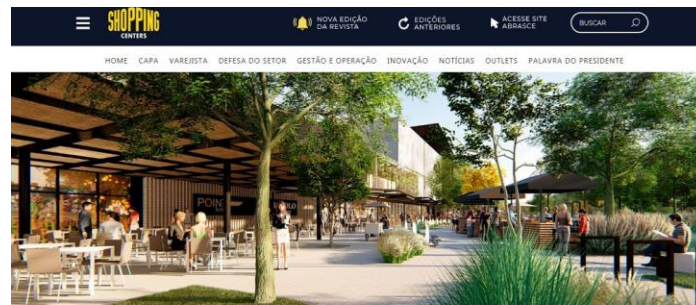 SHOPPING
CENTERS
NOVA EDIÇÃO
DA REVISTA
EDIÇÕES
ANTERIORES
ACESSE SITE
ABRASCE
BUSCAR
HOME CAPA VAREJISTA DEFESA DO SETOR GESTÃO E OPERAÇÃO INOVAÇÃO NOTÍCIAS OUTLETS PALAVRA DO PRESIDENTE
POINT